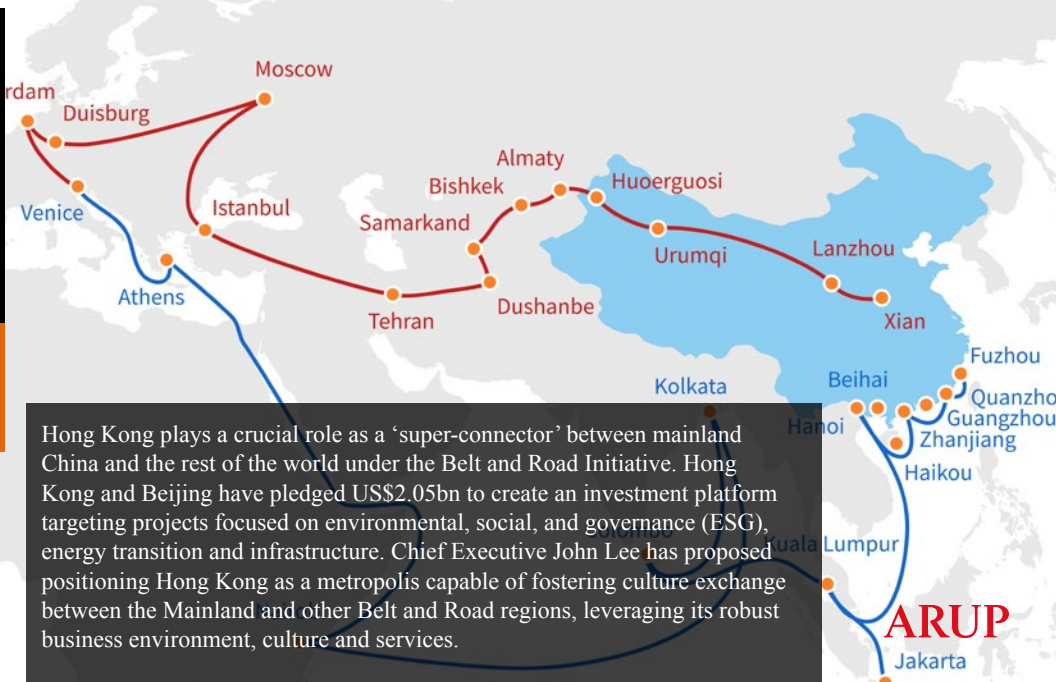 Moscow
rdam
Duisburg
Almaty
Huoerguosi
Bishkek
Venice
Istanbul
Samarkand
Lanzhou
Urumqi
Athens
Dushanbe
Tehran
Xian
Fuzhou
Kolkata
Beihai
Quanzho
Guangzhou
Hanoi
Zhanjiang
Haikou
Hong Kong plays a crucial role as a ‘super-connector’ between mainland
China and the rest of the world under the Belt and Road Initiative. Hong
Kong and Beijing have pledged US$2.05bn to create an investment platform
targeting projects focused on environmental, social, and governance (ESG),
energy transition and infrastructure. Chief Executive John Lee has proposed
positioning Hong Kong as a metropolis capable of fostering culture exchange
between the Mainland and other Belt and Road regions, leveraging its robust
business environment, culture and services.
Colombo
Kuala Lumpur
ARUP
Jakarta